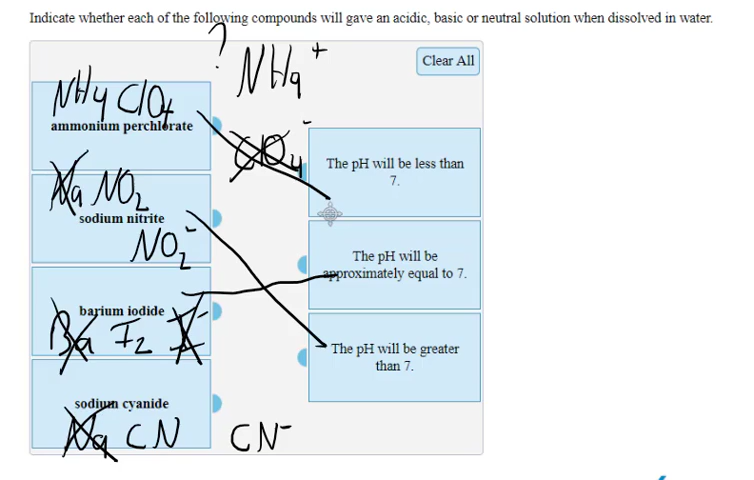 Indicate whether each of the following compounds will gave an acidic, basic or neutral solution when dissolved in water.
Clear All
? NH4+
NH4ClO4
ammonium perchlorate
ClO4-
The pH will be less than
7.
NaNO2
sodium nitrite
NO2-
The pH will be
approximately equal to 7.
barium iodide
BaI2 I-
The pH will be greater
than 7.
sodium cyanide
NaCN CN-